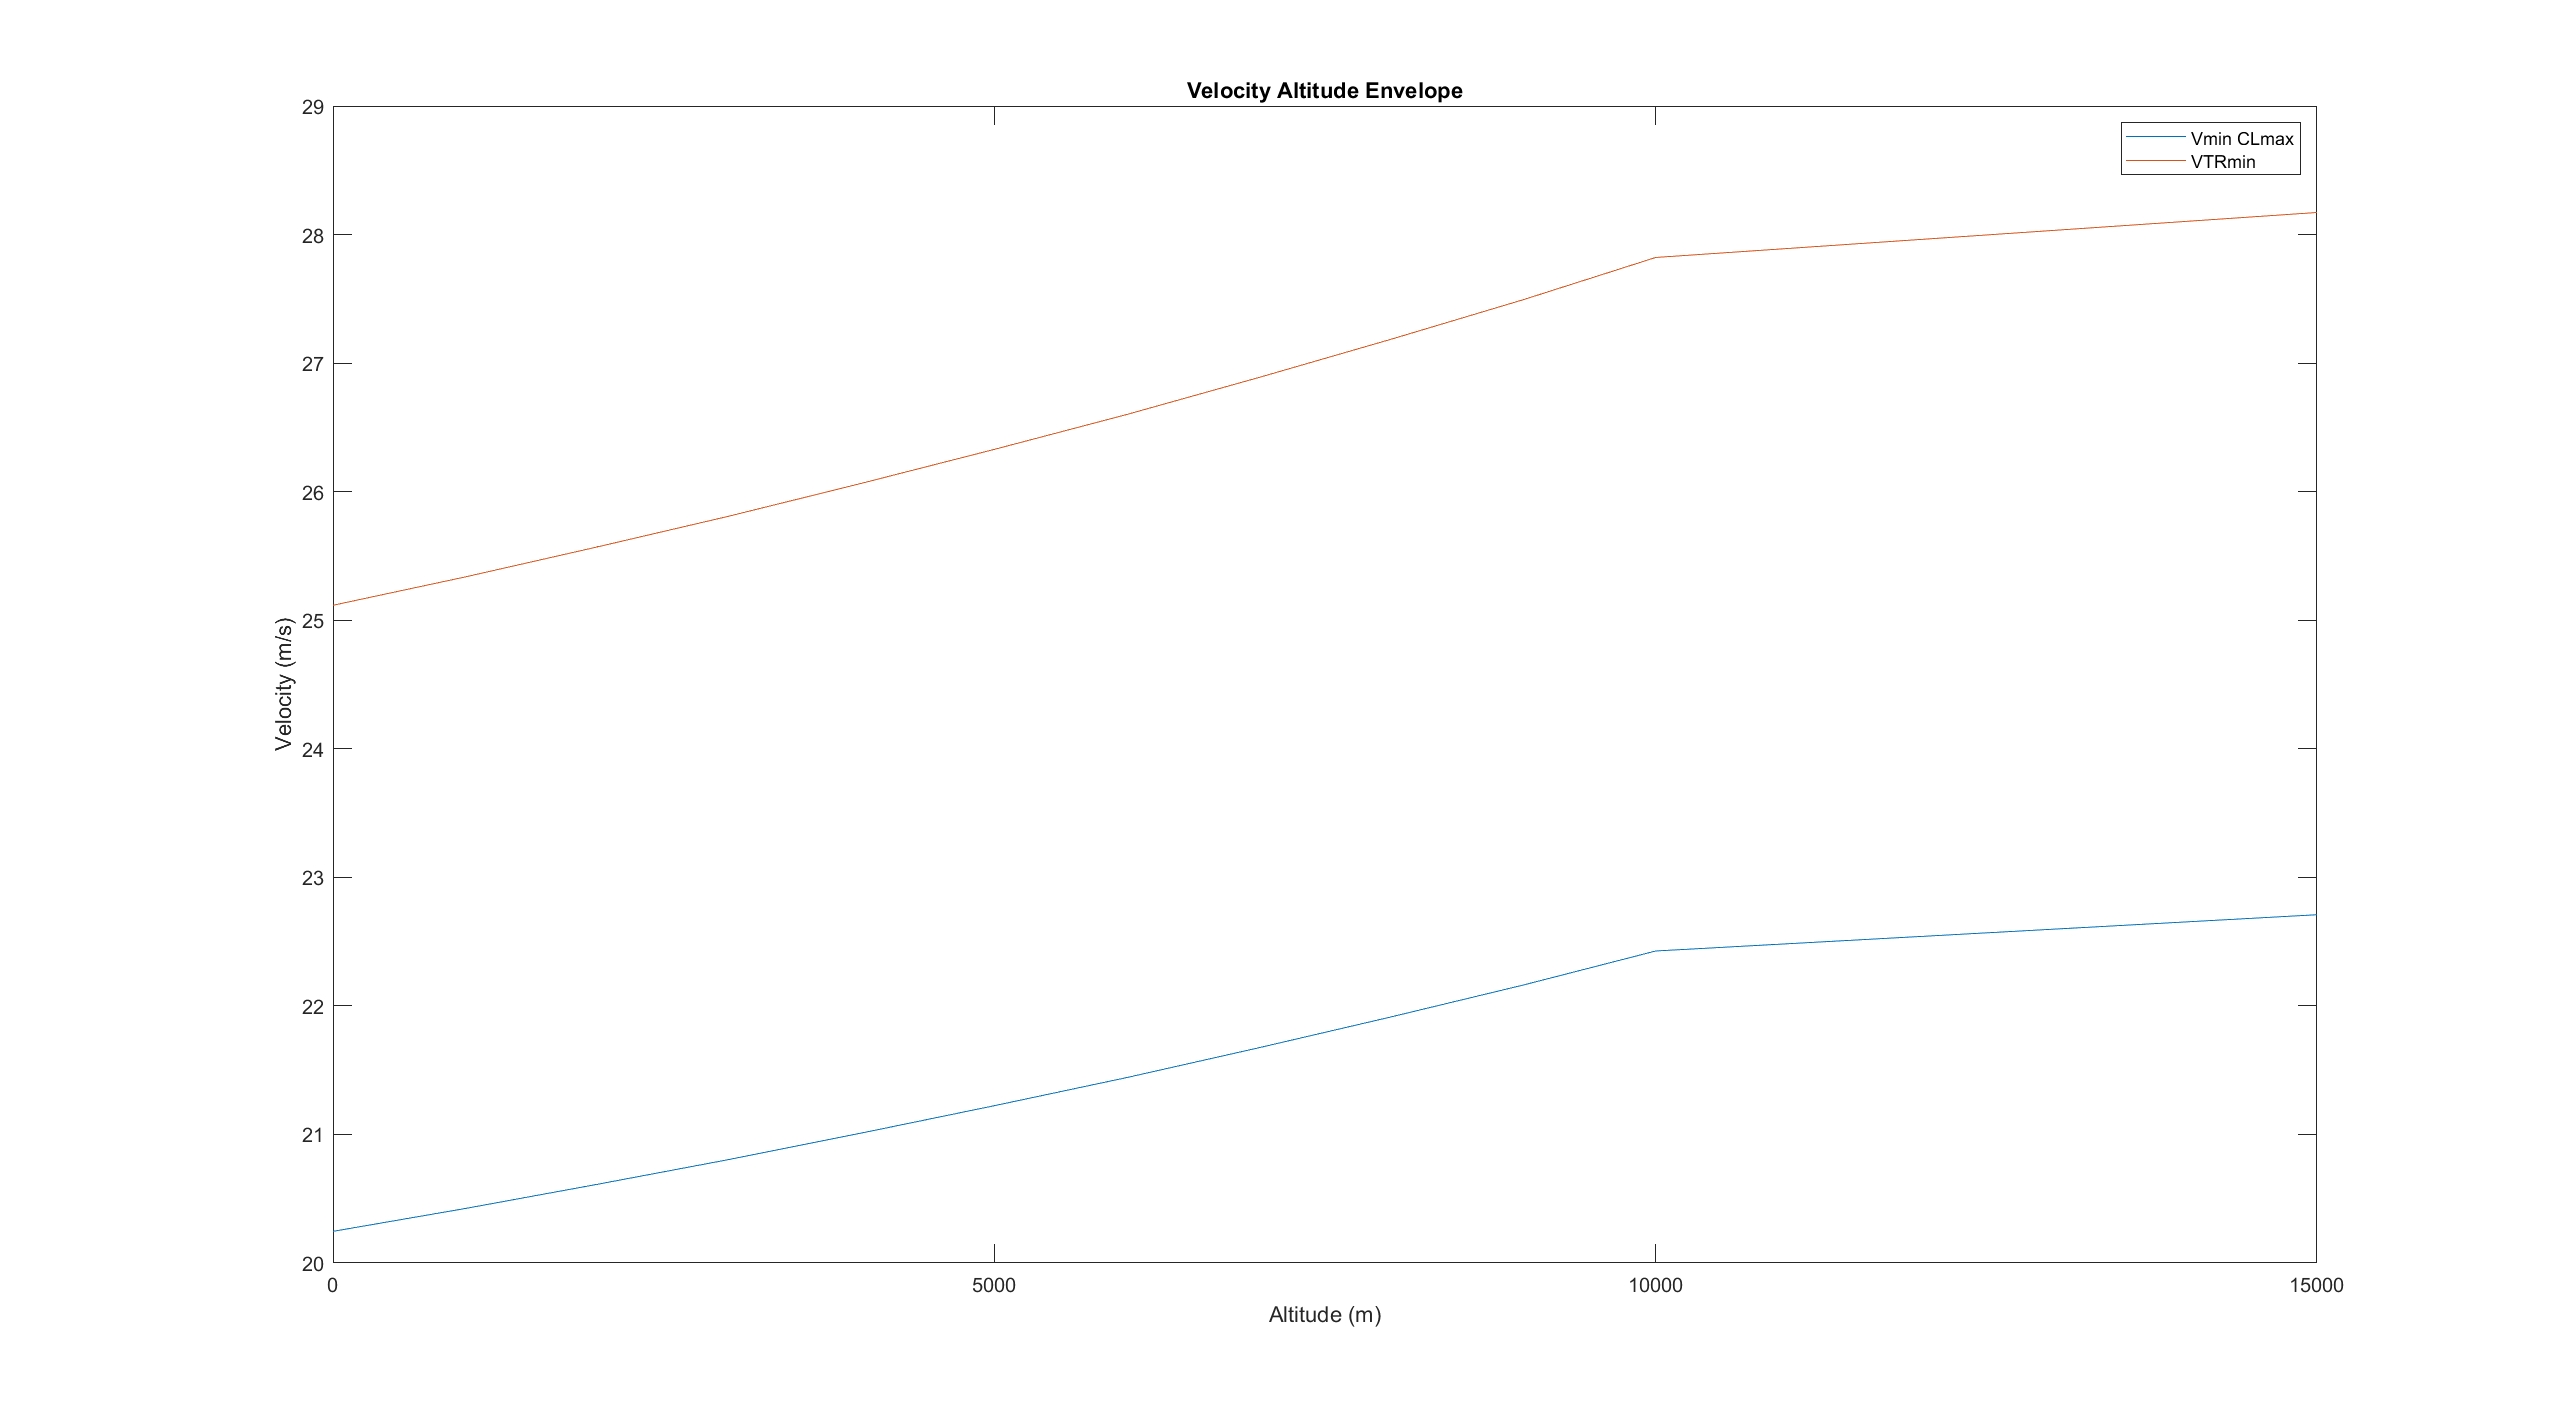 Velocity Altitude Envelope
29
28
27
26
25
24
23
22
21
20
Velocity (m/s)
Vmin CLmax
VTRmin
0
5000
10000
15000
Altitude (m)